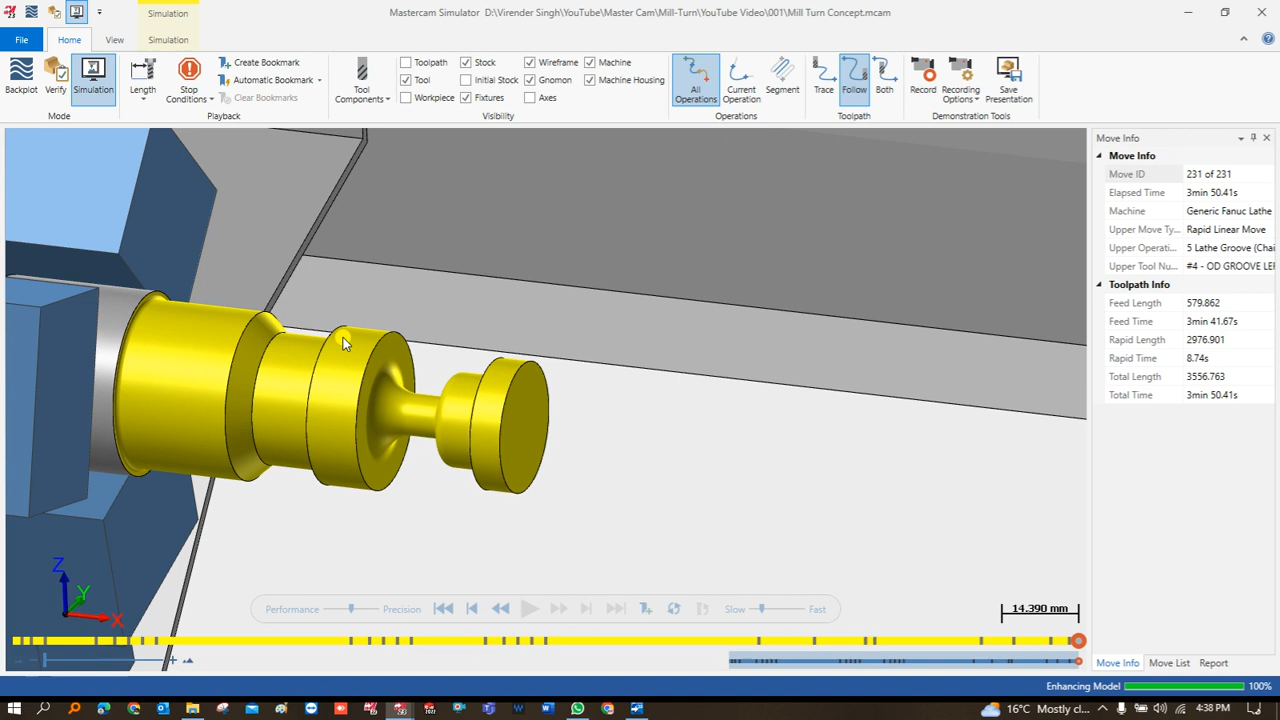 Simulation
Mastercam Simulator D:\Virender Singh\YouTube\Master Cam\Mill-Turn\YouTube Video\001\Mill Turn Concept.mcam
File
Home
View
Simulation
Backplot
Verify
Simulation
Mode
Length
Stop Conditions
Create Bookmark
Automatic Bookmark
Clear Bookmarks
Playback
Tool Components
Toolpath
Tool
Workpiece
Stock
Initial Stock
Fixtures
Wireframe
Gnomon
Axes
Machine
Machine Housing
Visibility
All Operations
Current Operation
Segment
Operations
Trace
Follow
Both
Toolpath
Record
Recording Options
Save Presentation
Demonstration Tools
Move Info
Move Info
Move ID 231 of 231
Elapsed Time 3min 50.41s
Machine Generic Fanuc Lathe
Upper Move Ty... Rapid Linear Move
Upper Operati... 5 Lathe Groove (Chai
Upper Tool Nu... #4 - OD GROOVE LEF
Toolpath Info
Feed Length 579.862
Feed Time 3min 41.67s
Rapid Length 2976.901
Rapid Time 8.74s
Total Length 3556.763
Total Time 3min 50.41s
Z
Y
X
Performance
Precision
Slow
Fast
14.390 mm
Move Info
Move List
Report
Enhancing Model
100%
16°C Mostly cl...
4:38 PM